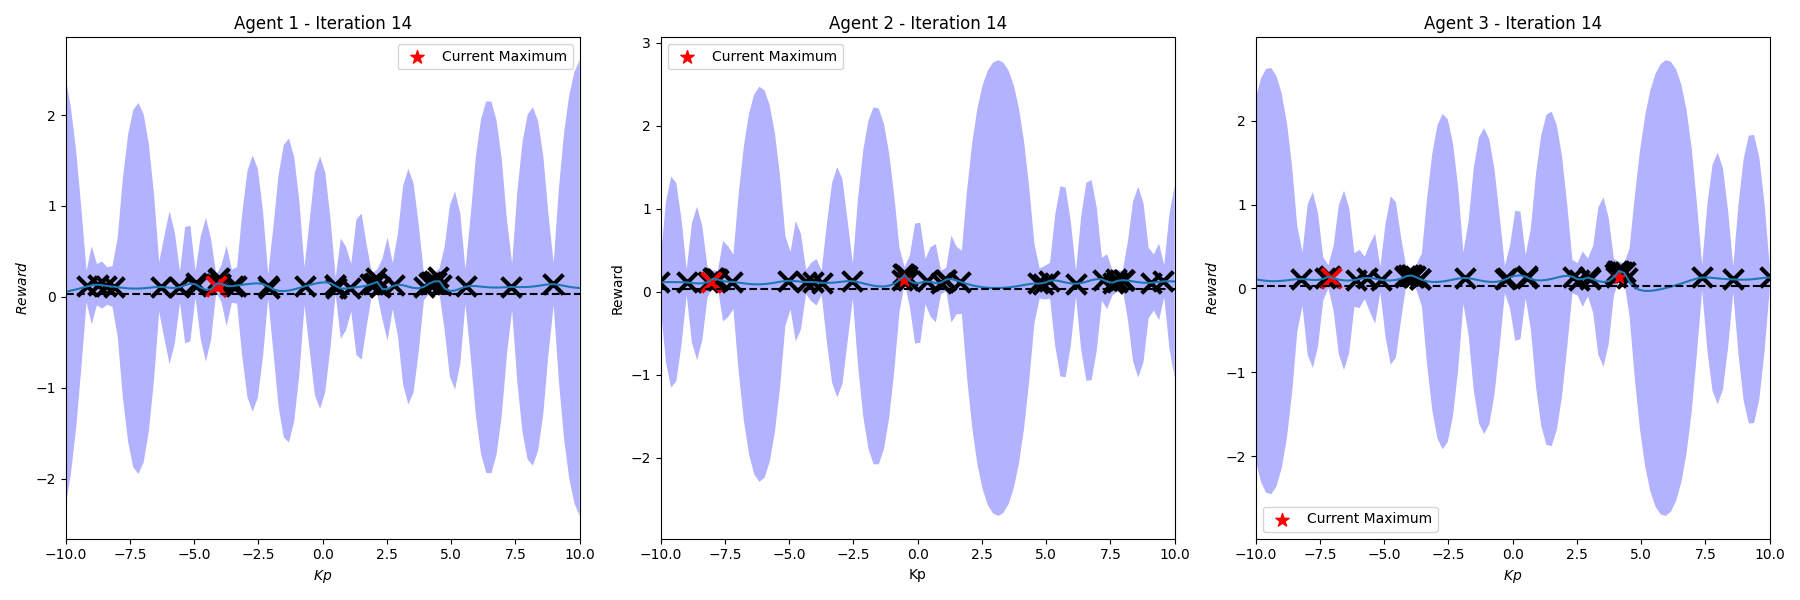 Agent 1 - Iteration 14
Current Maximum
Reward
2
1
0
−1
−2
−10.0 −7.5 −5.0 −2.5 0.0 2.5 5.0 7.5 10.0
Kp
Agent 2 - Iteration 14
Current Maximum
Reward
3
2
1
0
−1
−2
−10.0 −7.5 −5.0 −2.5 0.0 2.5 5.0 7.5 10.0
Kp
Agent 3 - Iteration 14
Reward
2
1
0
−1
−2
Current Maximum
−10.0 −7.5 −5.0 −2.5 0.0 2.5 5.0 7.5 10.0
Kp